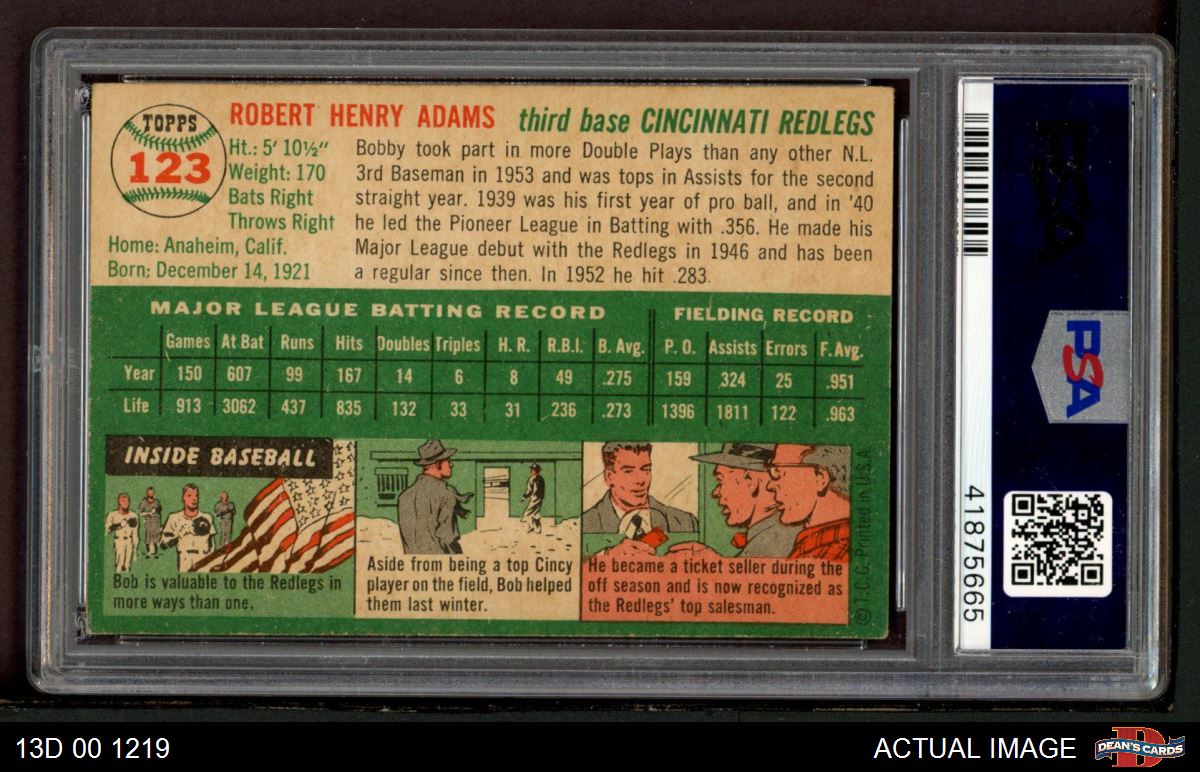 TOPPS
123
ROBERT HENRY ADAMS third base CINCINNATI REDLEGS
Ht.: 5' 10½"
Weight: 170
Bats Right
Throws Right
Home: Anaheim, Calif.
Born: December 14, 1921
Bobby took part in more Double Plays than any other N.L.
3rd Baseman in 1953 and was tops in Assists for the second
straight year. 1939 was his first year of pro ball, and in '40
he led the Pioneer League in Batting with .356. He made his
Major League debut with the Redlegs in 1946 and has been
a regular since then. In 1952 he hit .283.
MAJOR LEAGUE BATTING RECORD FIELDING RECORD
Games At Bat Runs Hits Doubles Triples H. R. R.B.I. B. Avg. P. O. Assists Errors F. Avg.
Year 150 607 99 167 14 6 8 49 .275 159 324 25 .951
Life 913 3062 437 835 132 33 31 236 .273 1396 1811 122 .963
INSIDE BASEBALL
Bob is valuable to the Redlegs in
more ways than one.
Aside from being a top Cincy
player on the field, Bob helped
them last winter.
He became a ticket seller during the
off season and is now recognized as
the Redlegs' top salesman.
© T.C.G. Printed in U.S.A.
PSA
PSA
41875665
13D 00 1219
ACTUAL IMAGE
DEAN'S CARDS